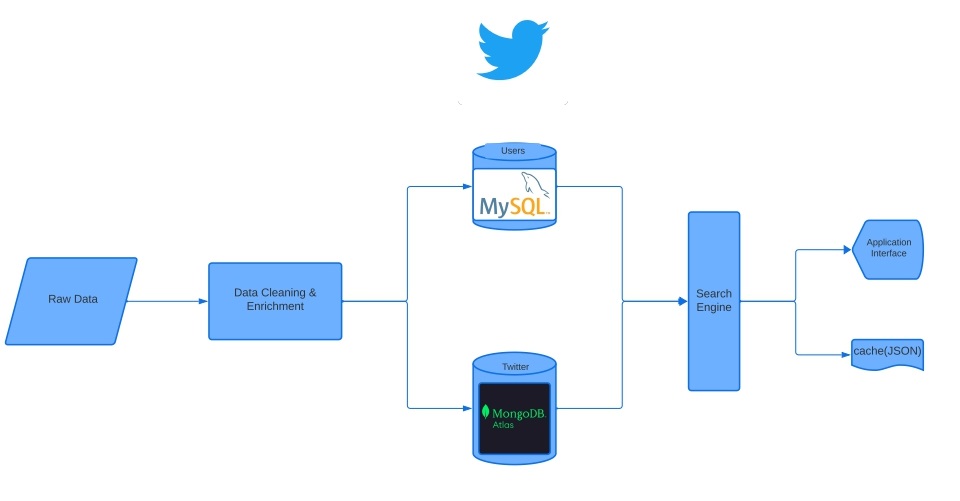 Users
MySQL
Raw Data
Data Cleaning &
Enrichment
Twitter
MongoDB.
Atlas
Search
Engine
Application
Interface
cache(JSON)